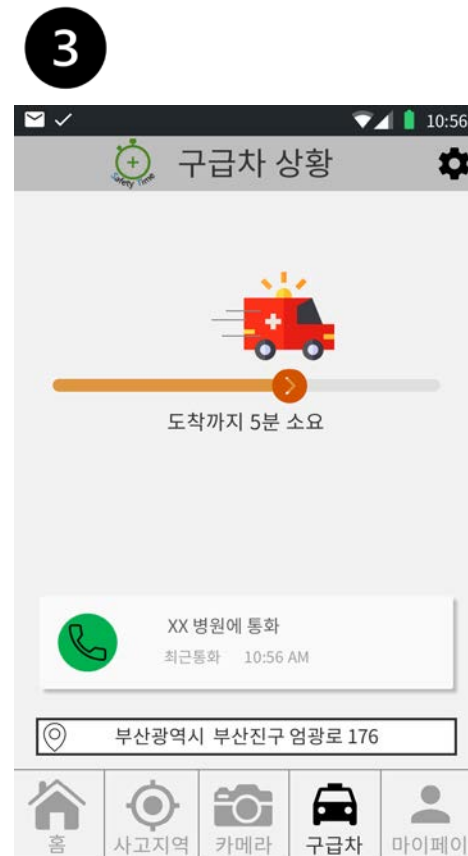 3
10:56
Safety Time
구급차 상황
도착까지 5분 소요
XX 병원에 통화
최근통화 10:56 AM
부산광역시 부산진구 엄광로 176
홈 사고지역 카메라 구급차 마이페이